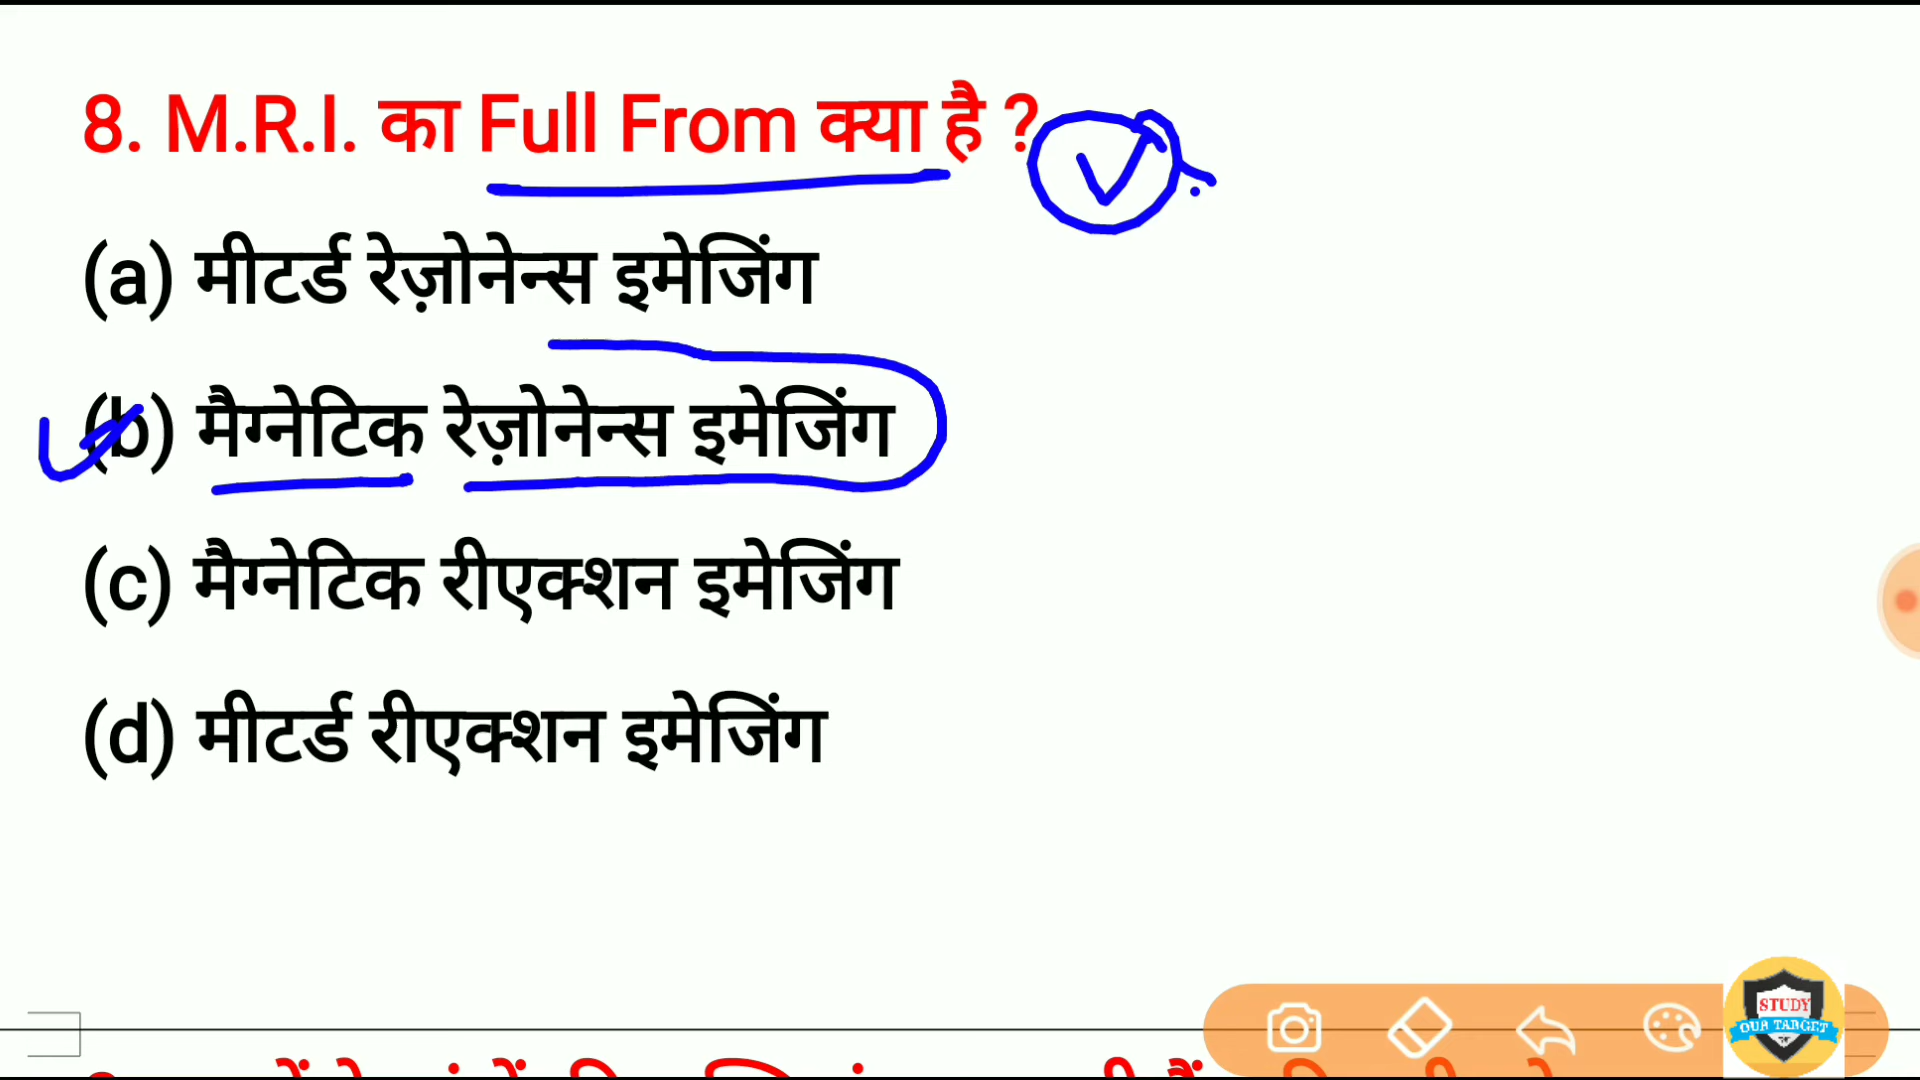 8. M.R.I. का Full From क्या है ?
(a) मीटर्ड रेज़ोनेन्स इमेजिंग
(b) मैग्नेटिक रेज़ोनेन्स इमेजिंग
(c) मैग्नेटिक रीएक्शन इमेजिंग
(d) मीटर्ड रीएक्शन इमेजिंग
STUDY
OUR TARGET